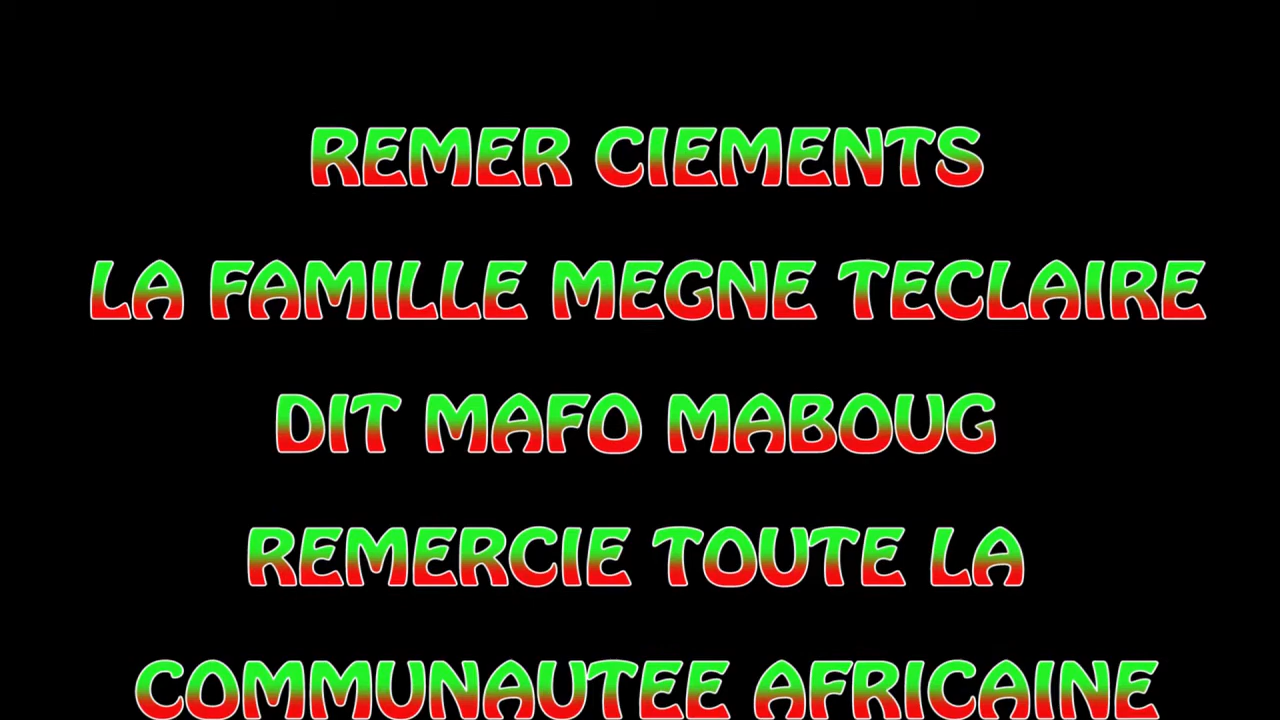 REMER CIEMENTS
LA FAMILLE MEGNE TECLAIRE
DIT MAFO MABOUG
REMERCIE TOUTE LA
COMMUNAUTEE AFRICAINE